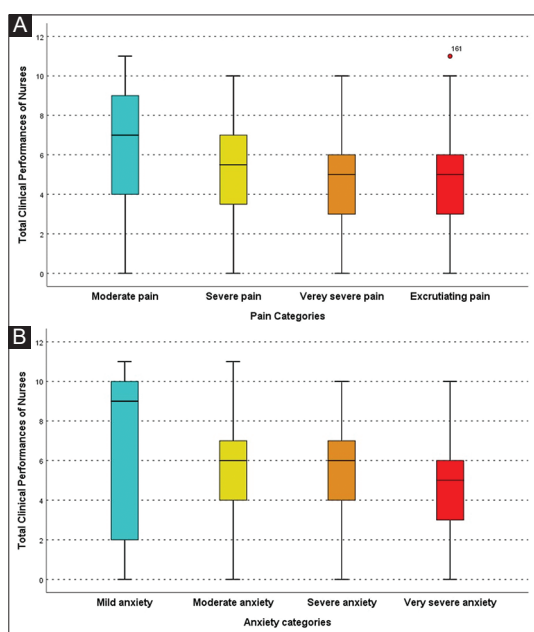 A
Total Clinical Performances of Nurses
12
10
8
6
4
2
0
161
Moderate pain
Severe pain
Verey severe pain
Excrutiating pain
Pain Categories
B
Total Clinical Performances of Nurses
12
10
8
6
4
2
0
Mild anxiety
Moderate anxiety
Severe anxiety
Very severe anxiety
Anxiety categories